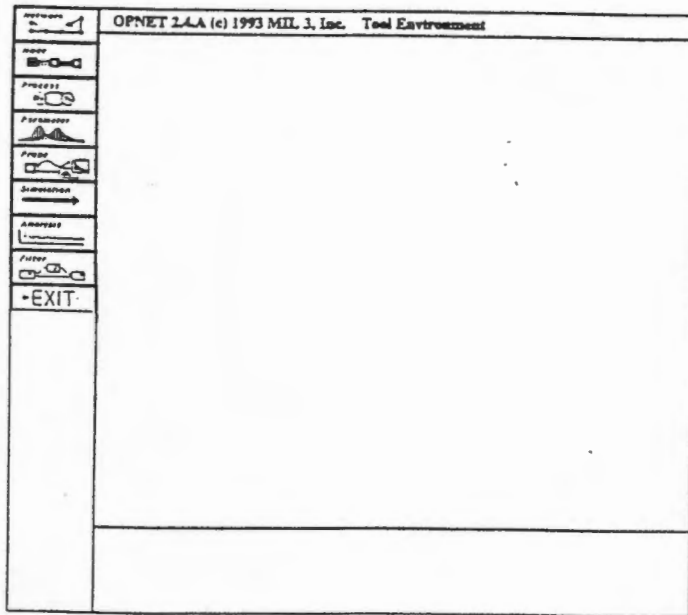 OPNET 2.4.A (c) 1993 MIL 3, Inc. Tool Environment
Network
Node
Process
Parameter
Probe
Simulation
Analysis
Filter
EXIT